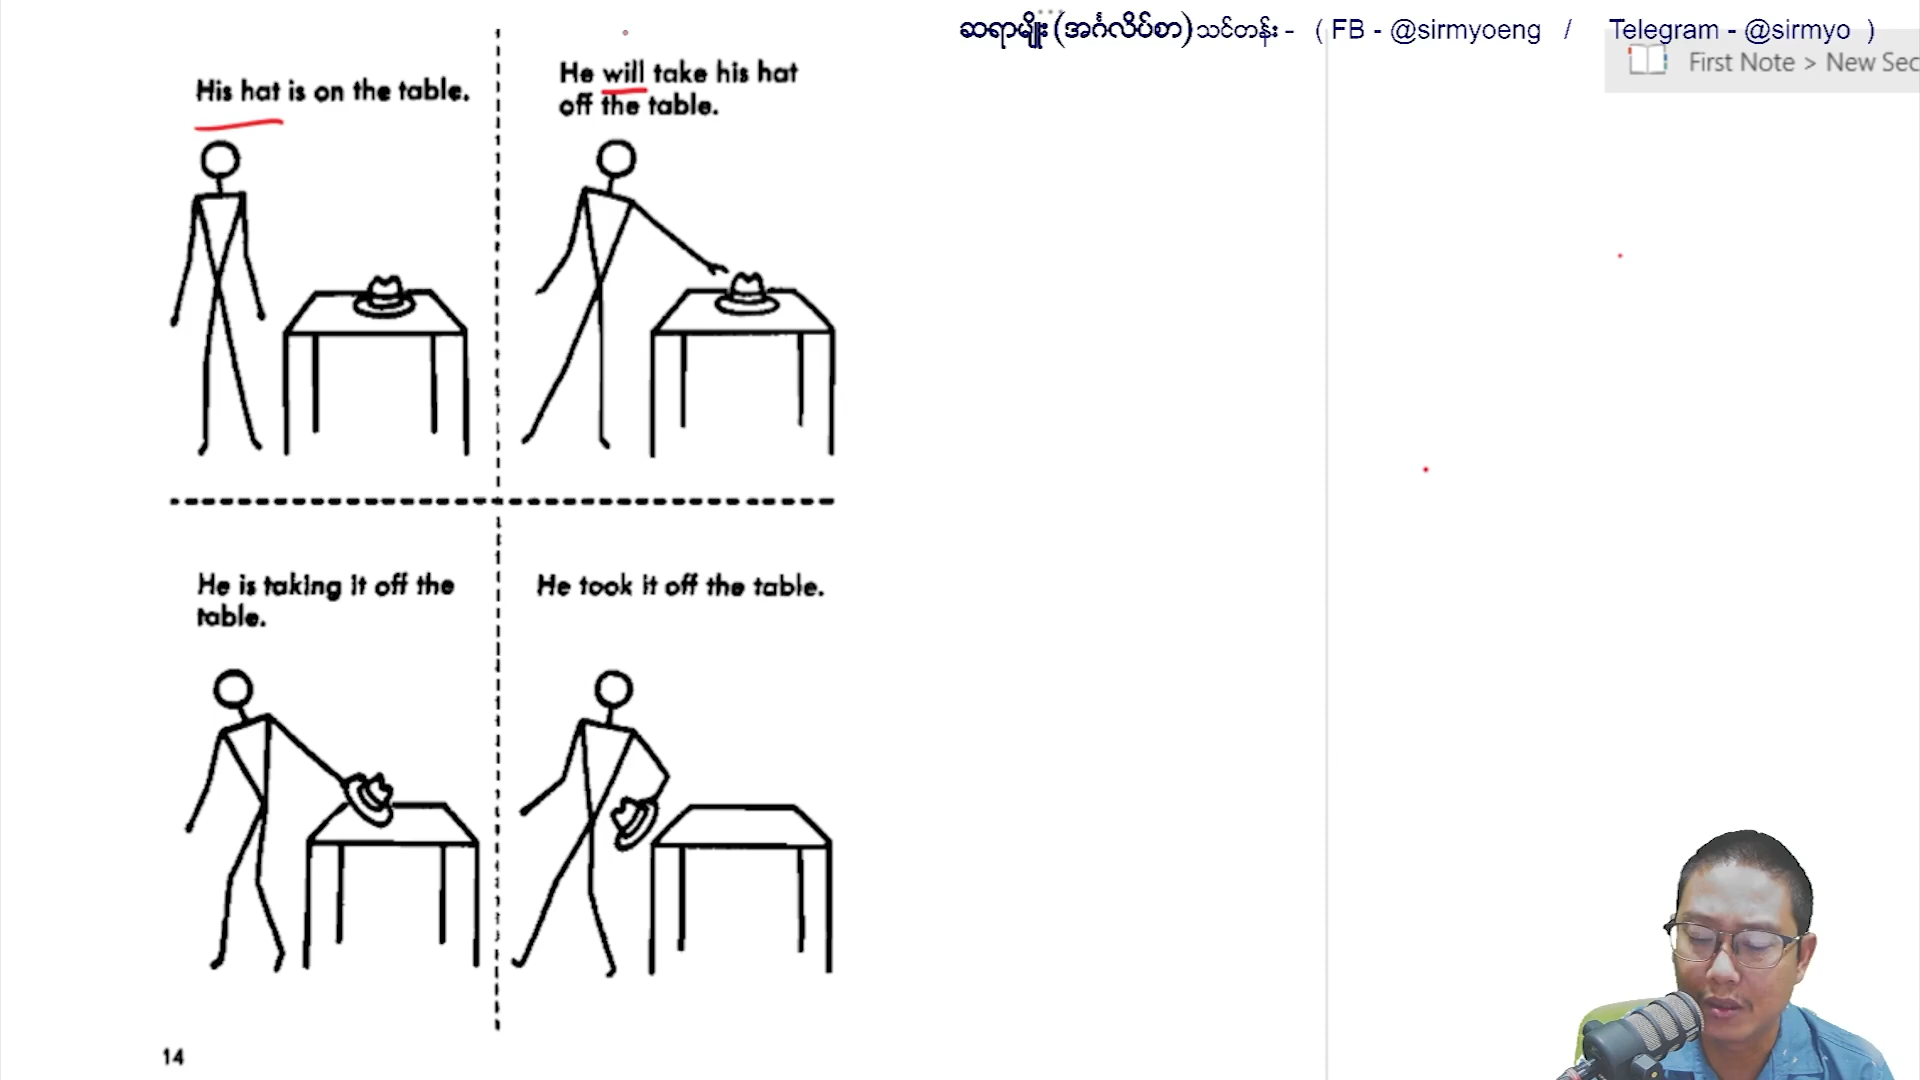 ဆရာမျိုး (အင်္ဂလိပ်စာ) သင်တန်း - ( FB - @sirmyoeng / Telegram - @sirmyo )
First Note > New Sec
His hat is on the table.
He will take his hat
off the table.
He is taking it off the
table.
He took it off the table.
14